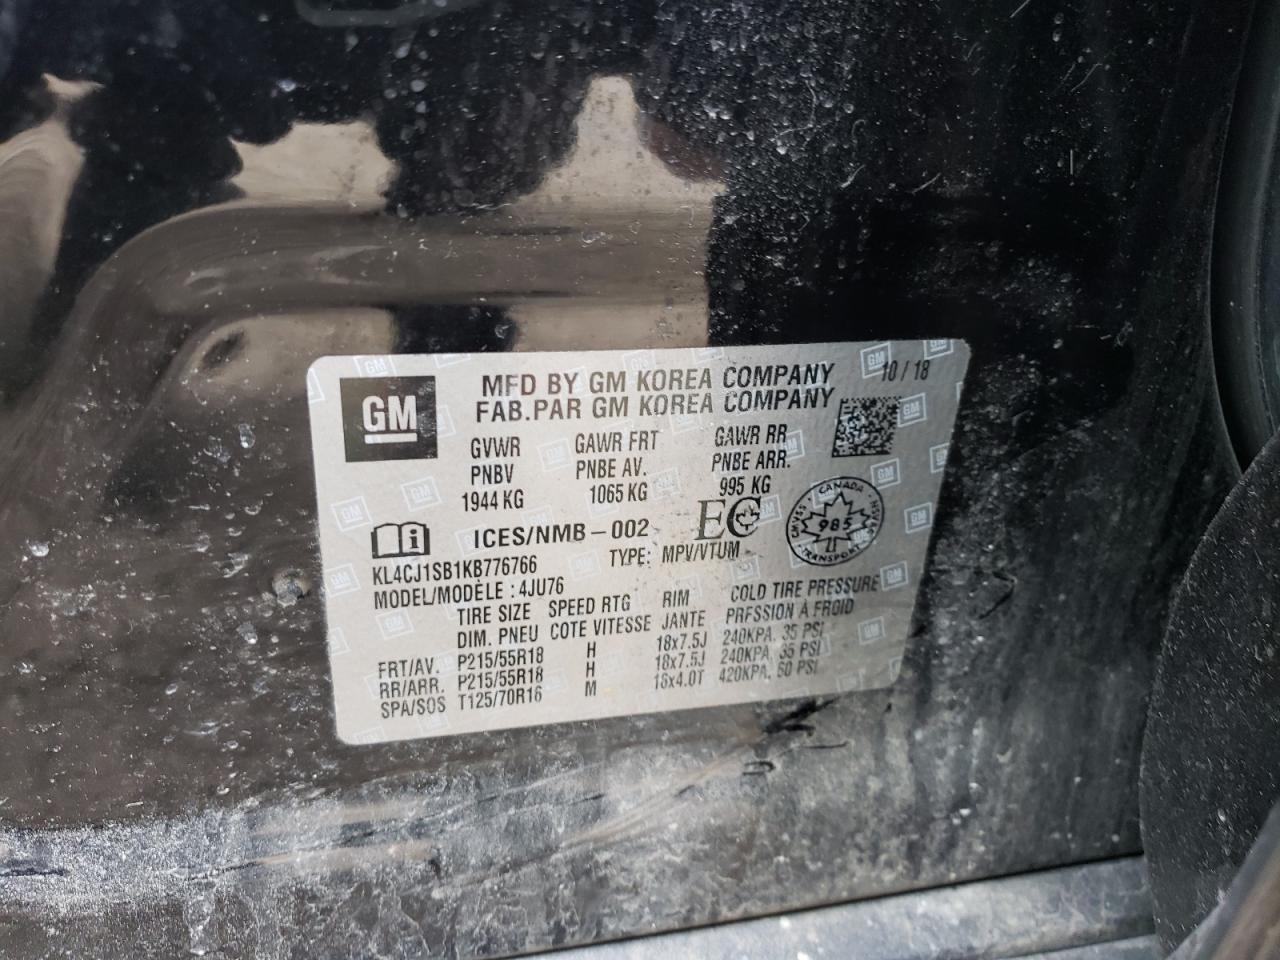 GM
MFD BY GM KOREA COMPANY 10/18
FAB.PAR GM KOREA COMPANY
GVWR GAWR FRT GAWR RR
PNBV PNBE AV. PNBE ARR.
1944 KG 1065 KG 995 KG
ICES/NMB-002 EC
CANADA
CMVSS NSVAC
985
TRANSPORT
KL4CJ1SB1KB776766 TYPE: MPV/VTUM
MODEL/MODÈLE : 4JU76
TIRE SIZE SPEED RTG RIM COLD TIRE PRESSURE
DIM. PNEU COTE VITESSE JANTE PRESSION À FROID
FRT/AV. P215/55R18 H 18x7.5J 240KPA, 35 PSI
RR/ARR. P215/55R18 H 18x7.5J 240KPA, 35 PSI
SPA/SOS T125/70R16 M 16x4.0T 420KPA, 60 PSI